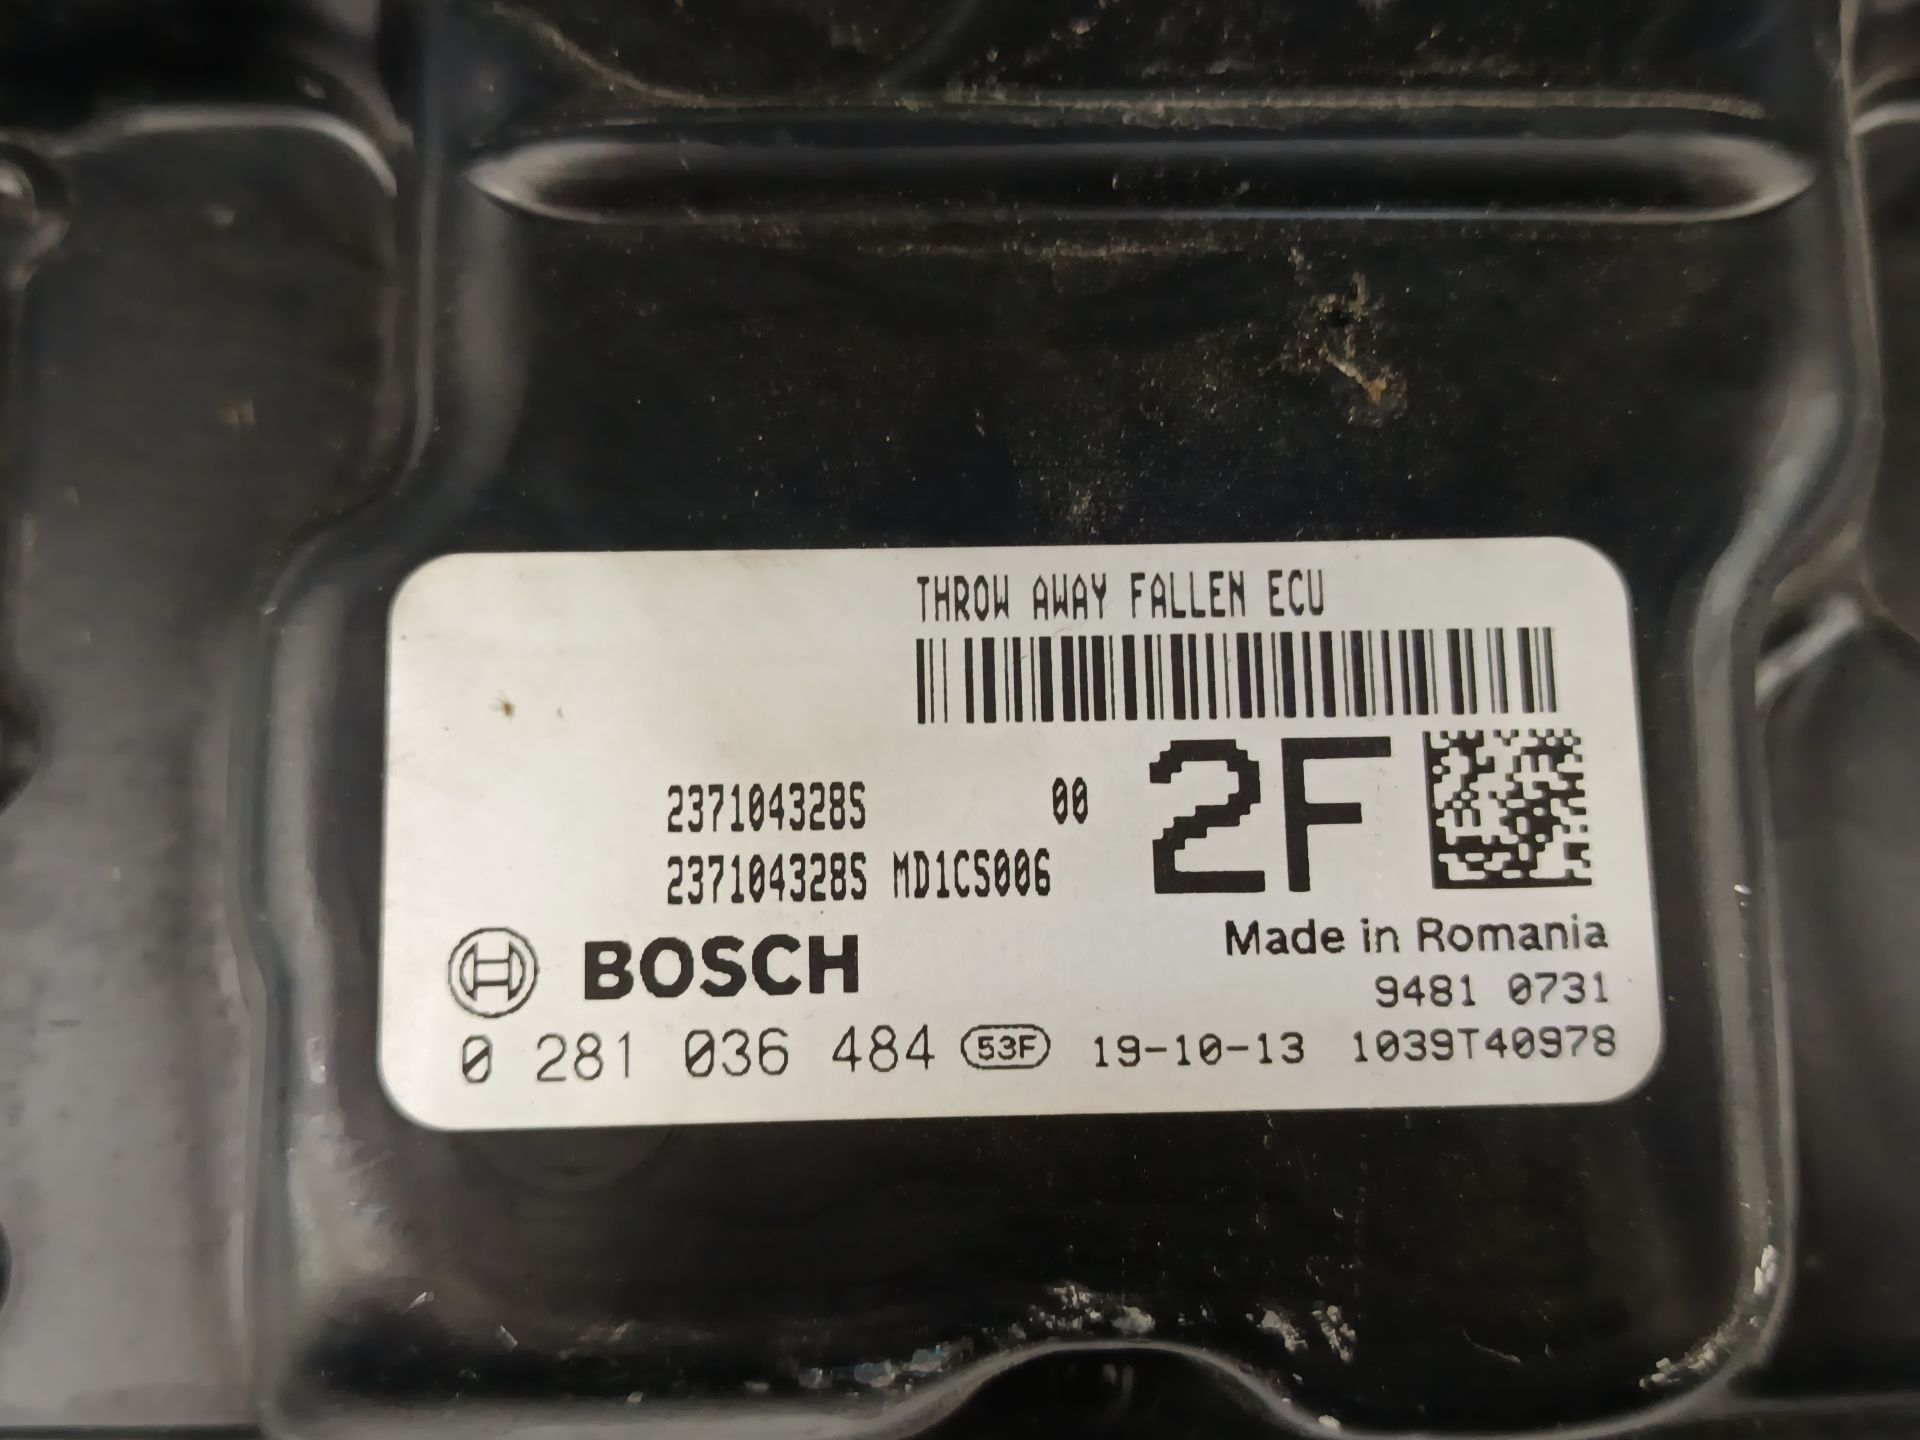 THROW AWAY FALLEN ECU
237104328S 00 2F
237104328S MD1CS006
Made in Romania
BOSCH
9481 0731
0 281 036 484 53F 19-10-13 1039T40978